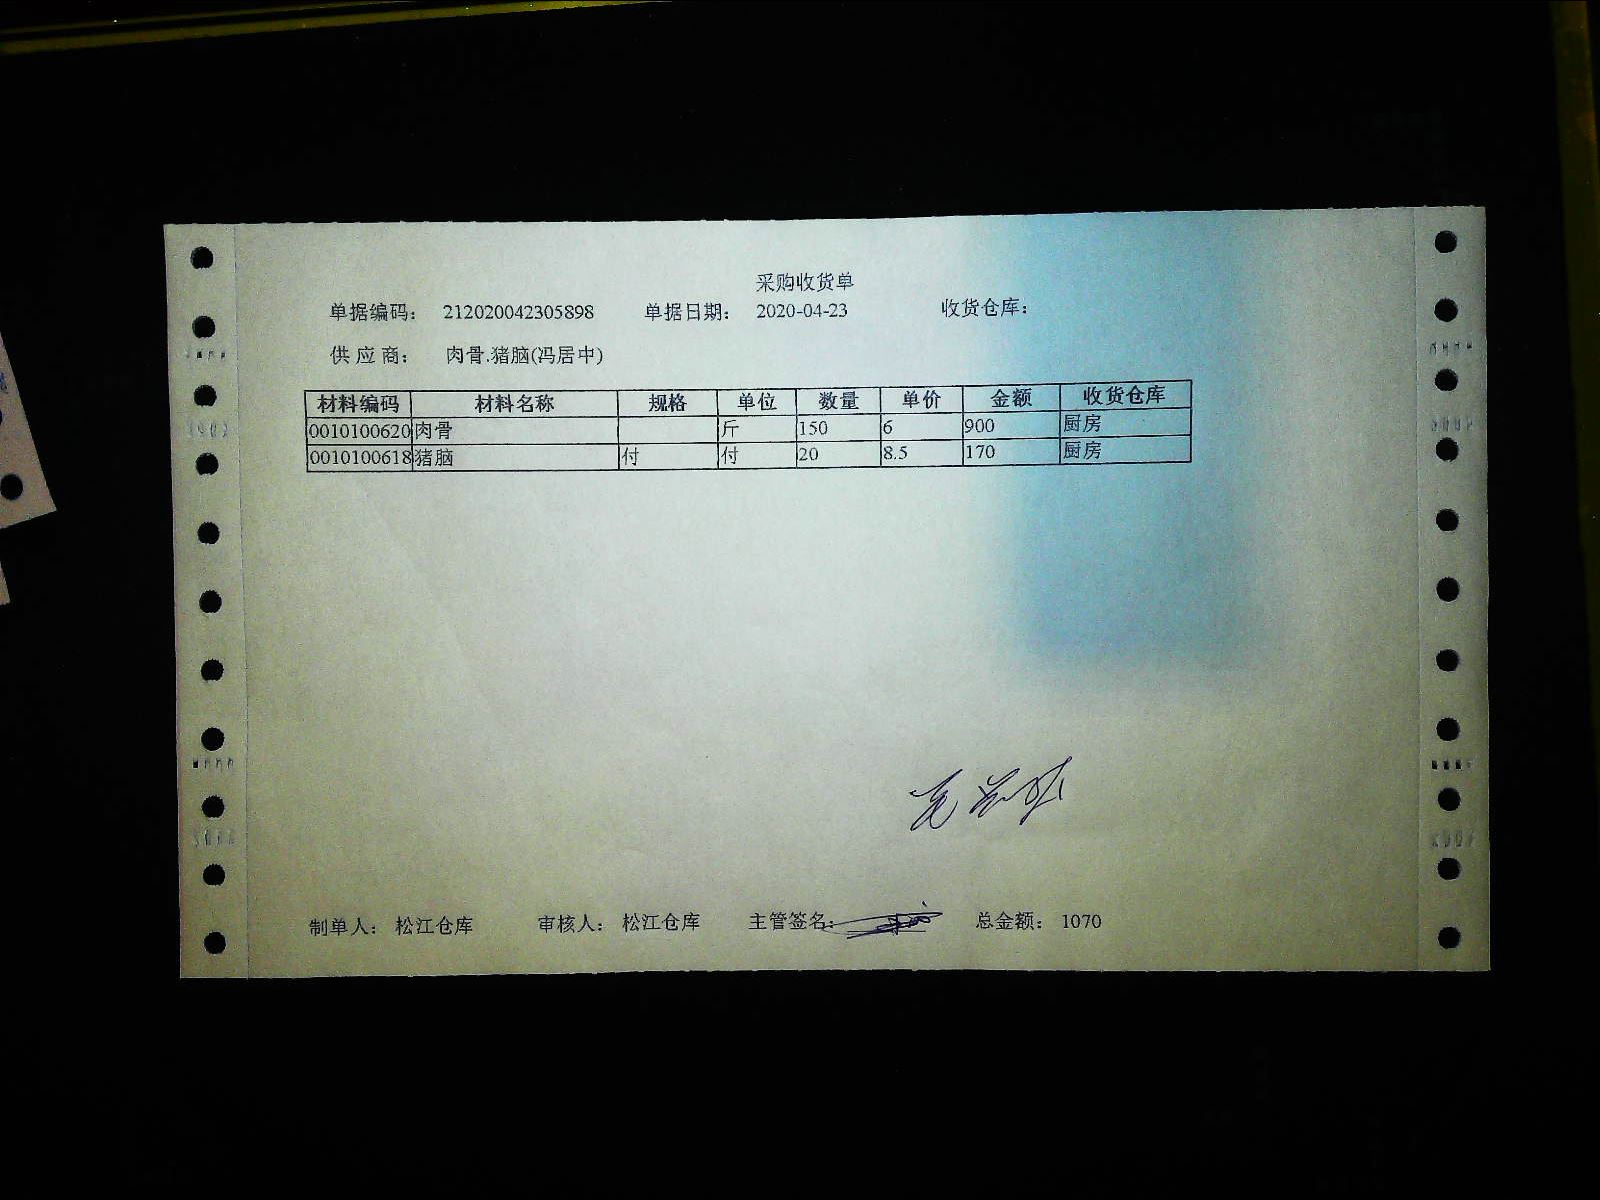 采购收货单
单据编码： 212020042305898 单据日期： 2020-04-23 收货仓库：
供 应 商： 肉骨.猪脑(冯居中)
材料编码 材料名称 规格 单位 数量 单价 金额 收货仓库
0010100620 肉骨 斤 150 6 900 厨房
0010100618 猪脑 付 付 20 8.5 170 厨房
制单人： 松江仓库 审核人： 松江仓库 主管签名： 总金额： 1070